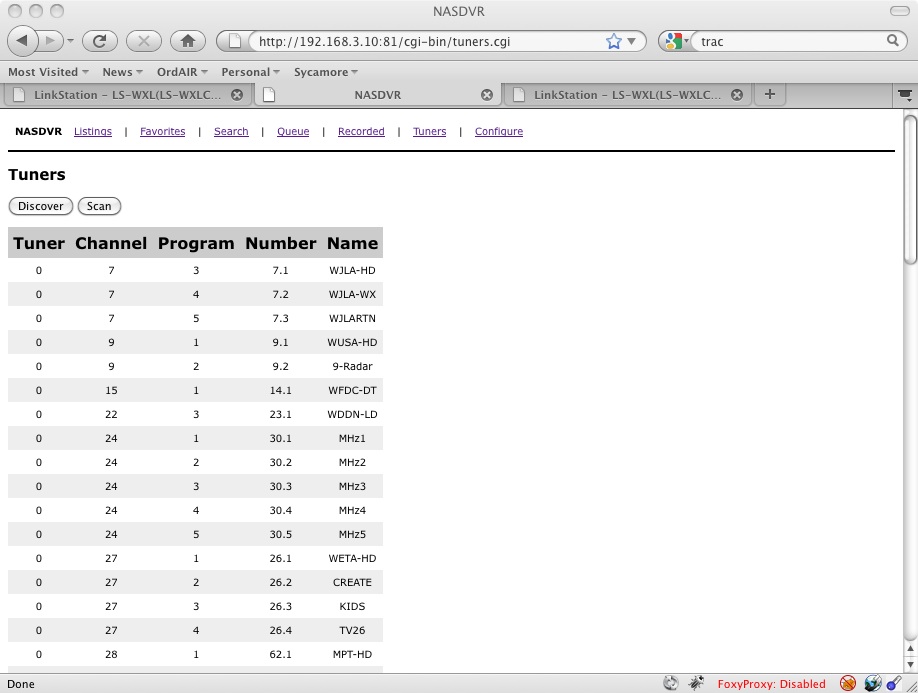 NASDVR
http://192.168.3.10:81/cgi-bin/tuners.cgi trac
Most Visited News OrdAIR Personal Sycamore
LinkStation – LS-WXL(LS-WXLC... NASDVR LinkStation – LS-WXL(LS-WXLC... +
NASDVR Listings | Favorites | Search | Queue | Recorded | Tuners | Configure
Tuners
Discover Scan
Tuner Channel Program Number Name
0 7 3 7.1 WJLA-HD
0 7 4 7.2 WJLA-WX
0 7 5 7.3 WJLARTN
0 9 1 9.1 WUSA-HD
0 9 2 9.2 9-Radar
0 15 1 14.1 WFDC-DT
0 22 3 23.1 WDDN-LD
0 24 1 30.1 MHz1
0 24 2 30.2 MHz2
0 24 3 30.3 MHz3
0 24 4 30.4 MHz4
0 24 5 30.5 MHz5
0 27 1 26.1 WETA-HD
0 27 2 26.2 CREATE
0 27 3 26.3 KIDS
0 27 4 26.4 TV26
0 28 1 62.1 MPT-HD
Done FoxyProxy: Disabled